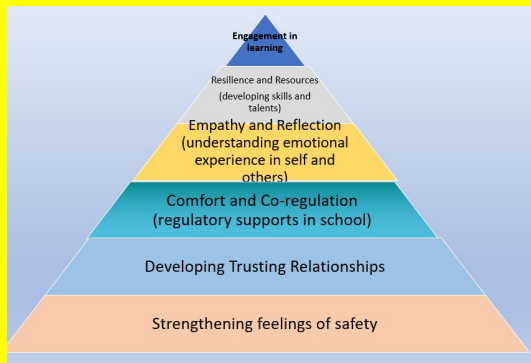 Engagement in
learning
Resilience and Resources
(developing skills and
talents)
Empathy and Reflection
(understanding emotional
experience in self and
others)
Comfort and Co-regulation
(regulatory supports in school)
Developing Trusting Relationships
Strengthening feelings of safety